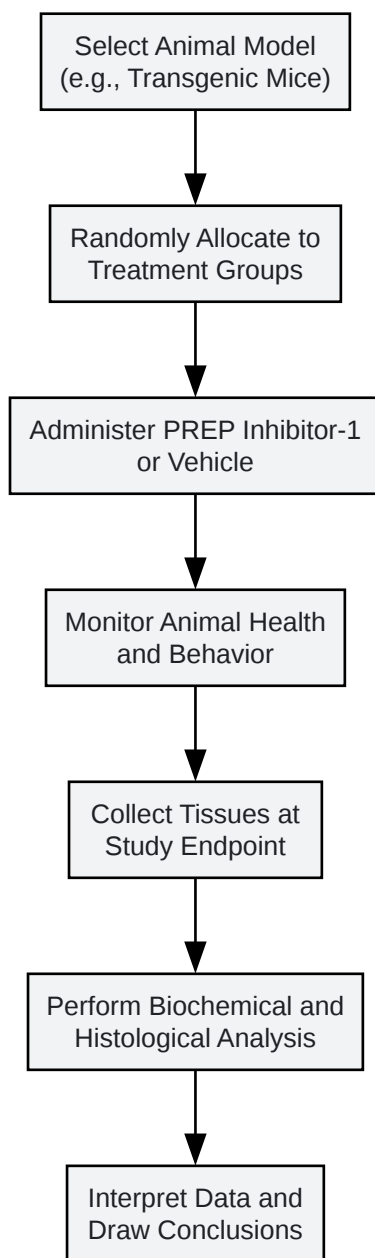 Select Animal Model
(e.g., Transgenic Mice)
Randomly Allocate to
Treatment Groups
Administer PREP Inhibitor-1
or Vehicle
Monitor Animal Health
and Behavior
Collect Tissues at
Study Endpoint
Perform Biochemical and
Histological Analysis
Interpret Data and
Draw Conclusions